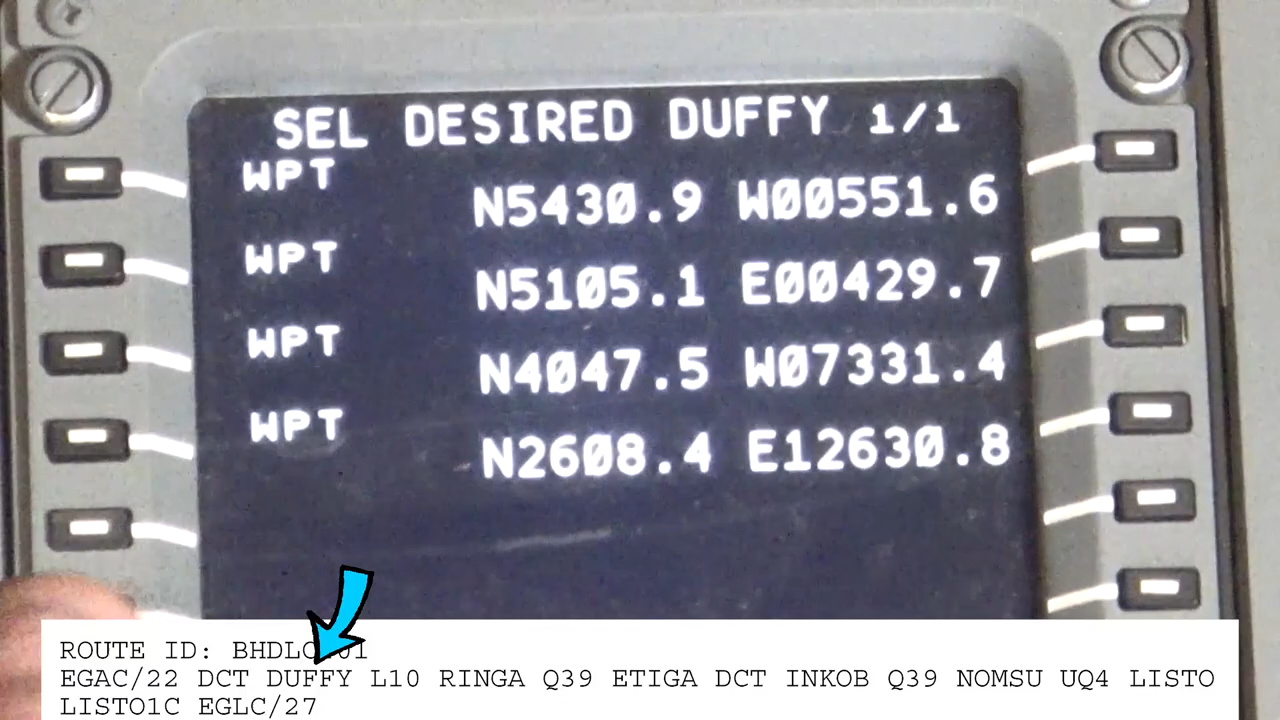 SEL DESIRED DUFFY 1/1
WPT
N5430.9 W00551.6
WPT
N5105.1 E00429.7
WPT
N4047.5 W07331.4
WPT
N2608.4 E12630.8
ROUTE ID:
EGAC/22 DCT DUFFY L10 RINGA Q39 ETIGA DCT INKOB Q39 NOMSU UQ4 LISTO
LISTO1C EGLC/27